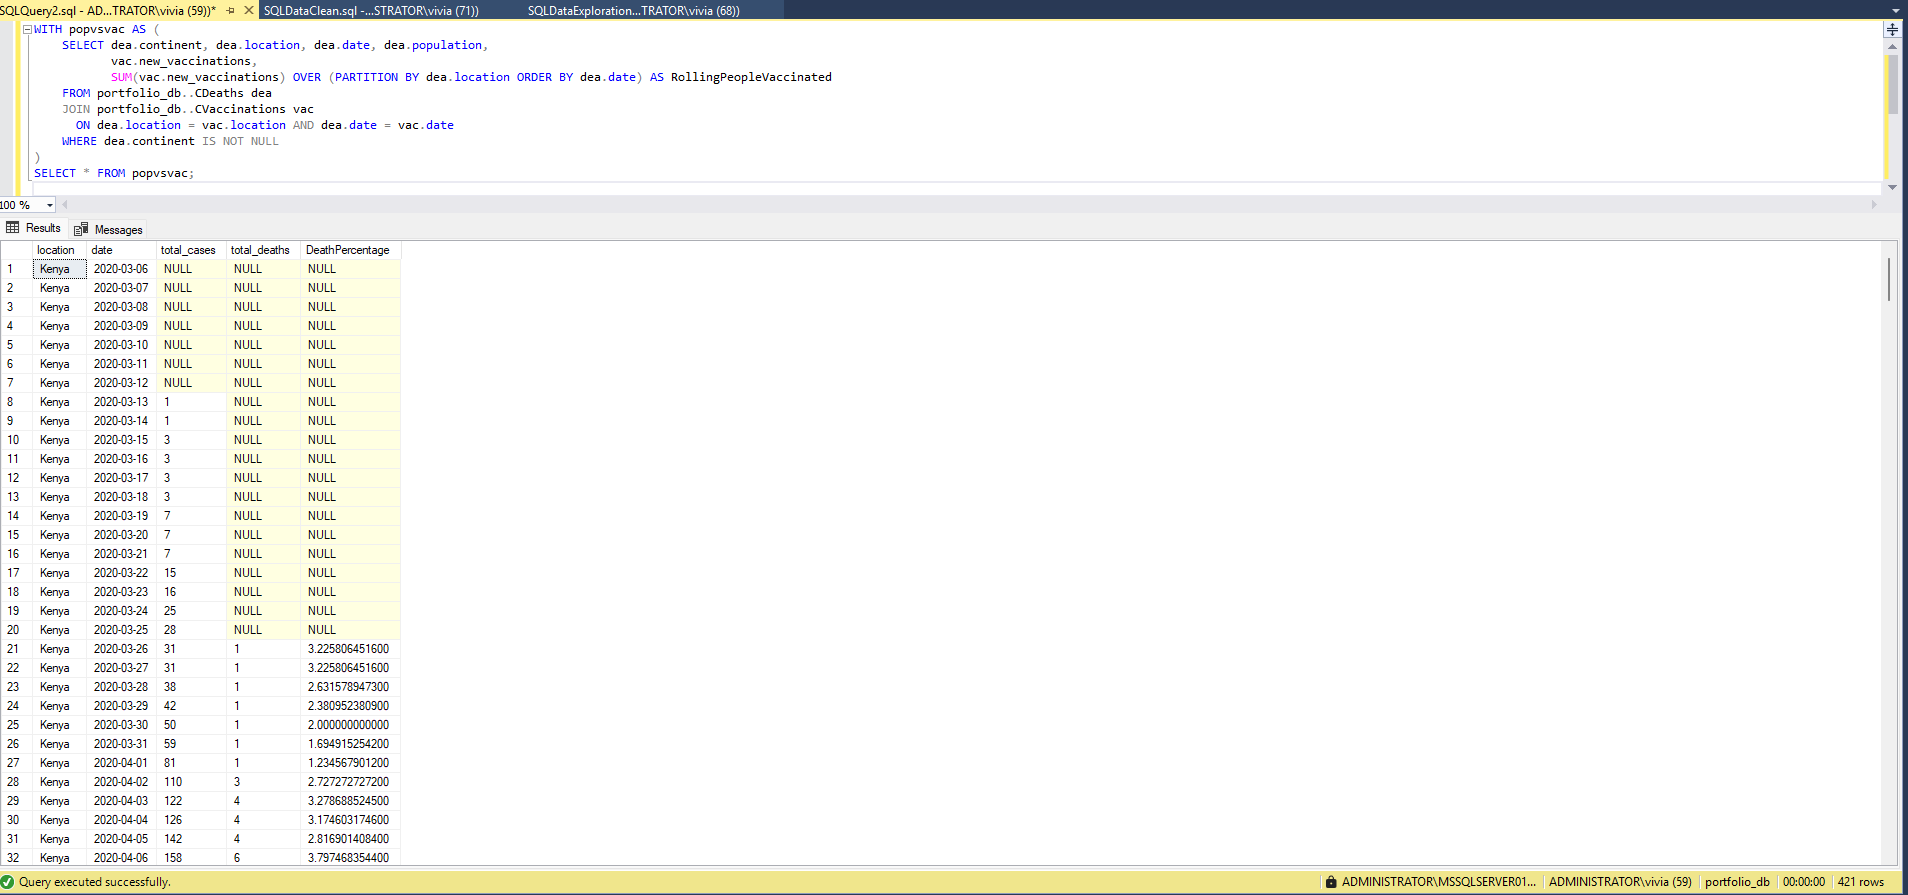 SQLQuery2.sql - AD...TRATOR\vivia (59))* SQLDataClean.sql -...STRATOR\vivia (71)) SQLDataExploration...TRATOR\vivia (68))
WITH popvsvac AS (
SELECT dea.continent, dea.location, dea.date, dea.population,
vac.new_vaccinations,
SUM(vac.new_vaccinations) OVER (PARTITION BY dea.location ORDER BY dea.date) AS RollingPeopleVaccinated
FROM portfolio_db..CDeaths dea
JOIN portfolio_db..CVaccinations vac
ON dea.location = vac.location AND dea.date = vac.date
WHERE dea.continent IS NOT NULL
)
SELECT * FROM popvsvac;
100 %
Results Messages
location date total_cases total_deaths DeathPercentage
1 Kenya 2020-03-06 NULL NULL NULL
2 Kenya 2020-03-07 NULL NULL NULL
3 Kenya 2020-03-08 NULL NULL NULL
4 Kenya 2020-03-09 NULL NULL NULL
5 Kenya 2020-03-10 NULL NULL NULL
6 Kenya 2020-03-11 NULL NULL NULL
7 Kenya 2020-03-12 NULL NULL NULL
8 Kenya 2020-03-13 1 NULL NULL
9 Kenya 2020-03-14 1 NULL NULL
10 Kenya 2020-03-15 3 NULL NULL
11 Kenya 2020-03-16 3 NULL NULL
12 Kenya 2020-03-17 3 NULL NULL
13 Kenya 2020-03-18 3 NULL NULL
14 Kenya 2020-03-19 7 NULL NULL
15 Kenya 2020-03-20 7 NULL NULL
16 Kenya 2020-03-21 7 NULL NULL
17 Kenya 2020-03-22 15 NULL NULL
18 Kenya 2020-03-23 16 NULL NULL
19 Kenya 2020-03-24 25 NULL NULL
20 Kenya 2020-03-25 28 NULL NULL
21 Kenya 2020-03-26 31 1 3.225806451600
22 Kenya 2020-03-27 31 1 3.225806451600
23 Kenya 2020-03-28 38 1 2.631578947300
24 Kenya 2020-03-29 42 1 2.380952380900
25 Kenya 2020-03-30 50 1 2.000000000000
26 Kenya 2020-03-31 59 1 1.694915254200
27 Kenya 2020-04-01 81 1 1.234567901200
28 Kenya 2020-04-02 110 3 2.727272727200
29 Kenya 2020-04-03 122 4 3.278688524500
30 Kenya 2020-04-04 126 4 3.174603174600
31 Kenya 2020-04-05 142 4 2.816901408400
32 Kenya 2020-04-06 158 6 3.797468354400
Query executed successfully. ADMINISTRATOR\MSSQLSERVER01... ADMINISTRATOR\vivia (59) portfolio_db 00:00:00 421 rows